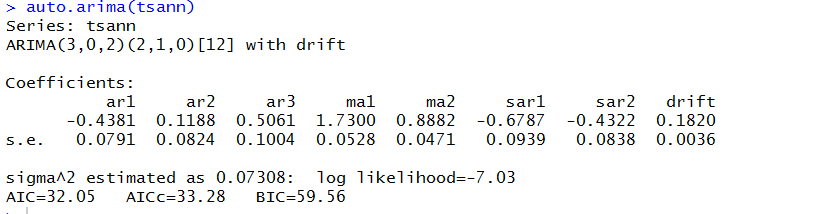 > auto.arima(tsann)
Series: tsann
ARIMA(3,0,2)(2,1,0)[12] with drift
Coefficients:
ar1 ar2 ar3 ma1 ma2 sar1 sar2 drift
-0.4381 0.1188 0.5061 1.7300 0.8882 -0.6787 -0.4322 0.1820
s.e. 0.0791 0.0824 0.1004 0.0528 0.0471 0.0939 0.0838 0.0036
sigma^2 estimated as 0.07308: log likelihood=-7.03
AIC=32.05 AICc=33.28 BIC=59.56